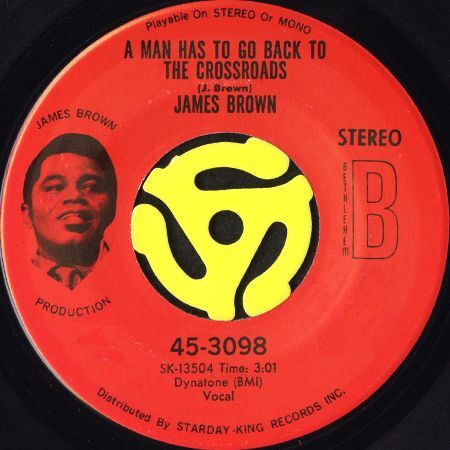 Playable On STEREO or MONO
A MAN HAS TO GO BACK TO
THE CROSSROADS
(J. Brown)
JAMES BROWN
JAMES BROWN
PRODUCTION
STEREO
BETHLEHEM
B
45-3098
SK-13504 Time: 3:01
Dynatone (BMI)
Vocal
Distributed By STARDAY-KING RECORDS INC.